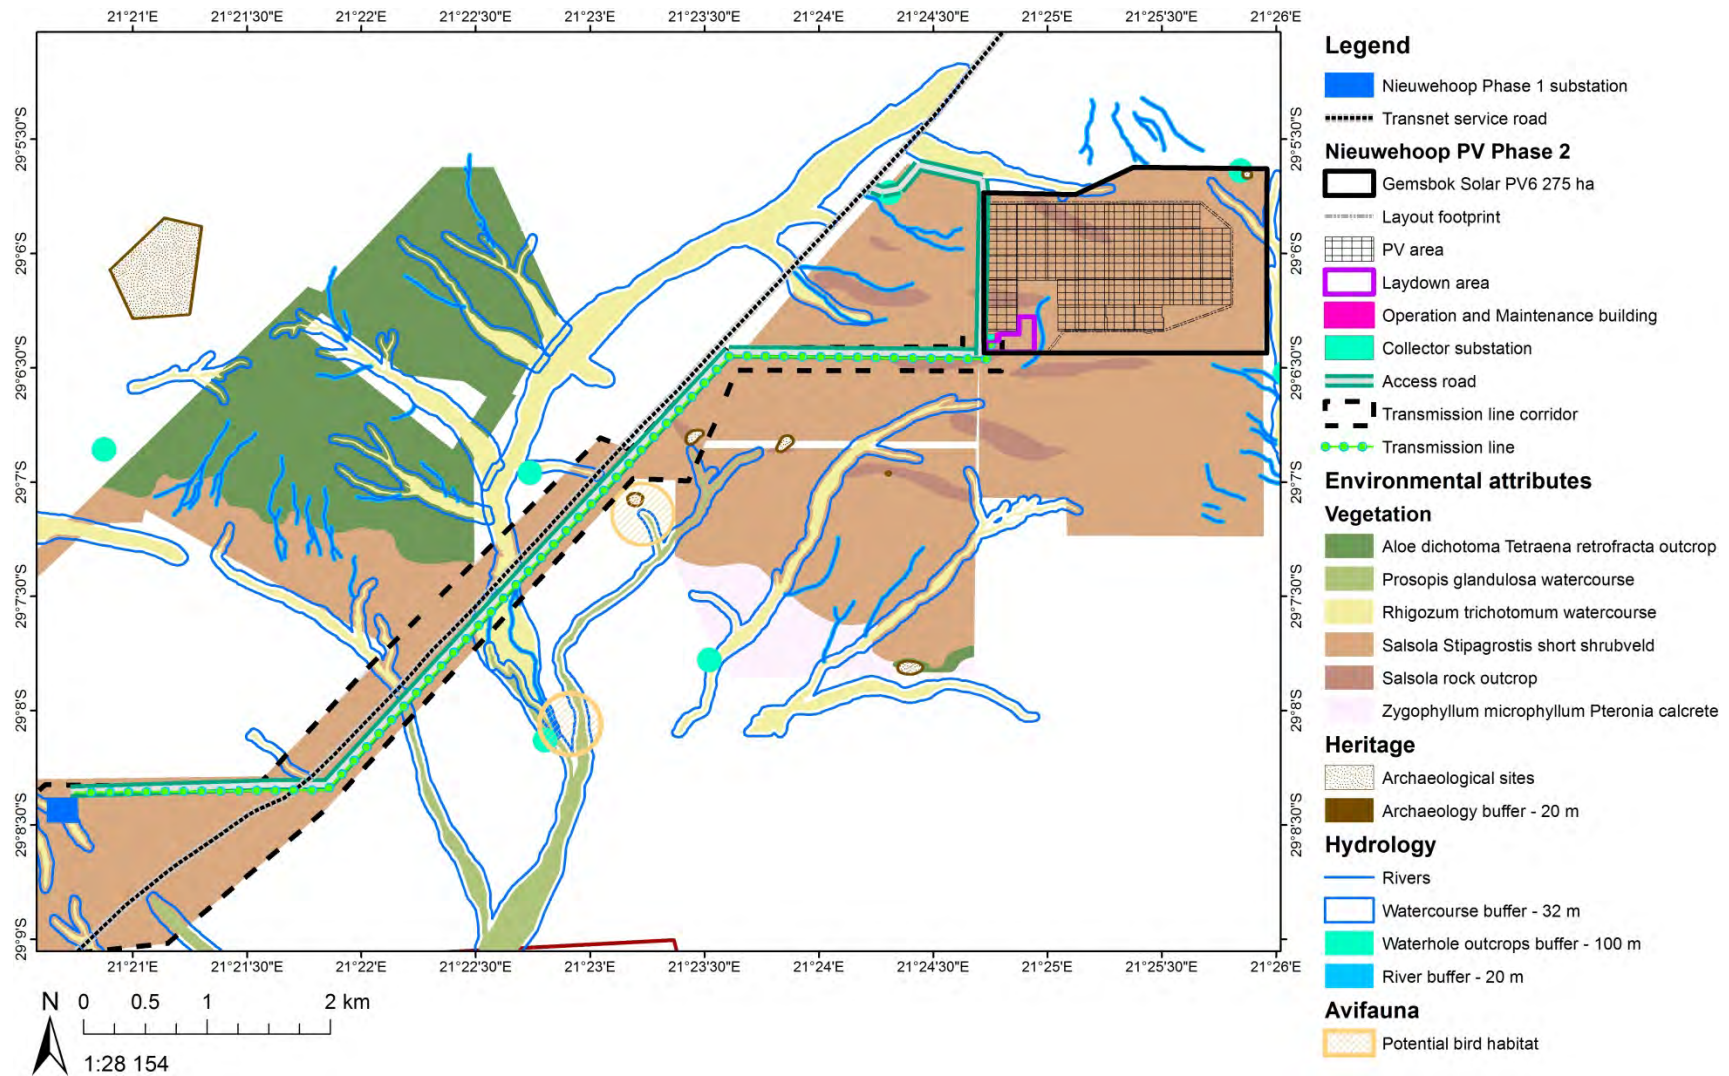 21°21'E 21°21'30"E 21°22'E 21°22'30"E 21°23'E 21°23'30"E 21°24'E 21°24'30"E 21°25'E 21°25'30"E 21°26'E
29°5'30"S
29°6'S
29°6'30"S
29°7'S
29°7'30"S
29°8'S
29°8'30"S
29°9'S
29°5'30"S
29°6'S
29°6'30"S
29°7'S
29°7'30"S
29°8'S
29°8'30"S
29°9'S
21°21'E 21°21'30"E 21°22'E 21°22'30"E 21°23'E 21°23'30"E 21°24'E 21°24'30"E 21°25'E 21°25'30"E 21°26'E
N 0 0.5 1 2 km
1:28 154
Legend
Nieuwehoop Phase 1 substation
Transnet service road
Nieuwehoop PV Phase 2
Gemsbok Solar PV6 275 ha
Layout footprint
PV area
Laydown area
Operation and Maintenance building
Collector substation
Access road
Transmission line corridor
Transmission line
Environmental attributes
Vegetation
Aloe dichotoma Tetraena retrofracta outcrop
Prosopis glandulosa watercourse
Rhigozum trichotomum watercourse
Salsola Stipagrostis short shrubveld
Salsola rock outcrop
Zygophyllum microphyllum Pteronia calcrete
Heritage
Archaeological sites
Archaeology buffer - 20 m
Hydrology
Rivers
Watercourse buffer - 32 m
Waterhole outcrops buffer - 100 m
River buffer - 20 m
Avifauna
Potential bird habitat